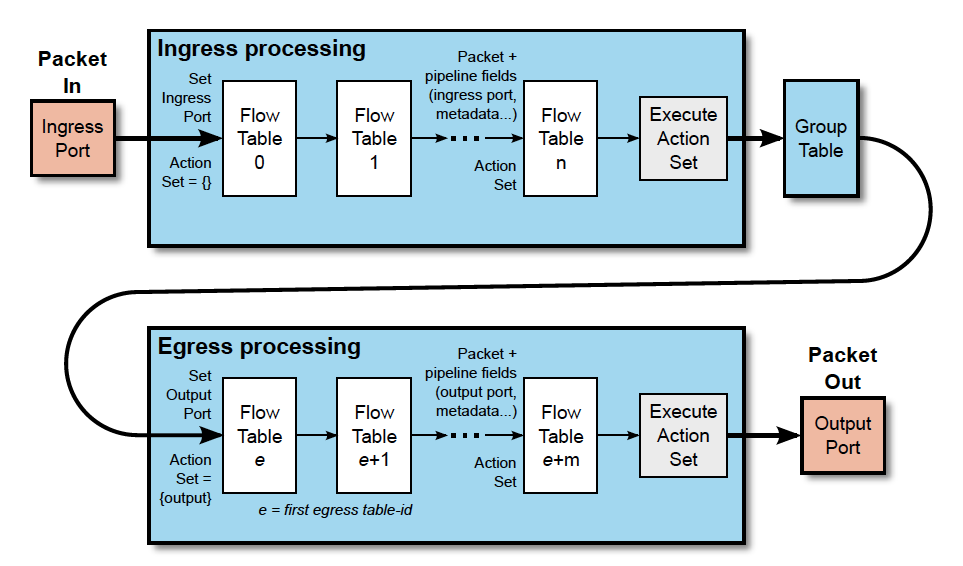 Packet
In
Ingress
Port
Ingress processing
Set
Ingress
Port
Action
Set = {}
Flow
Table
0
Flow
Table
1
Packet +
pipeline fields
(ingress port,
metadata...)
Action
Set
Flow
Table
n
Execute
Action
Set
Group
Table
Egress processing
Set
Output
Port
Action
Set =
{output}
Flow
Table
e
Flow
Table
e+1
e = first egress table-id
Packet +
pipeline fields
(output port,
metadata...)
Action
Set
Flow
Table
e+m
Execute
Action
Set
Packet
Out
Output
Port